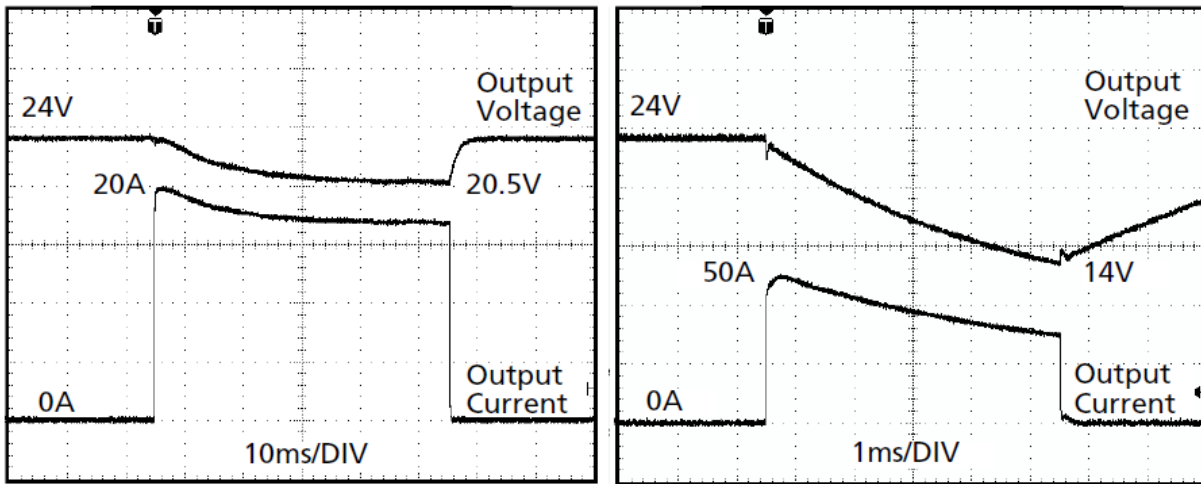 T
24V
Output
Voltage
20A
20.5V
0A
Output
Current
10ms/DIV
T
24V
Output
Voltage
50A
14V
0A
Output
Current
1ms/DIV